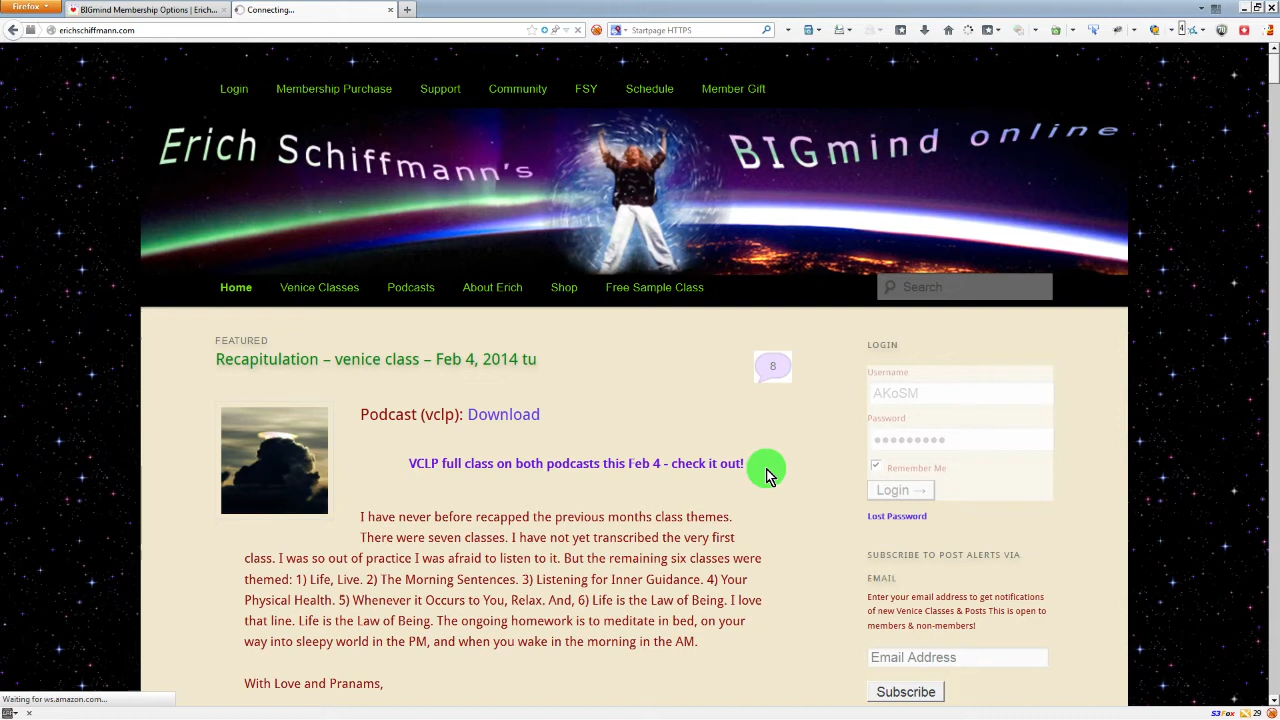 Firefox
BIGmind Membership Options | Erich...
Connecting...
erichschiffmann.com
Startpage HTTPS
4
Login Membership Purchase Support Community FSY Schedule Member Gift
Erich Schiffmann's BIGmind online
Home Venice Classes Podcasts About Erich Shop Free Sample Class
Search
FEATURED
Recapitulation – venice class – Feb 4, 2014 tu
8
Podcast (vclp): Download
VCLP full class on both podcasts this Feb 4 - check it out!
I have never before recapped the previous months class themes.
There were seven classes. I have not yet transcribed the very first
class. I was so out of practice I was afraid to listen to it. But the remaining six classes were
themed: 1) Life, Live. 2) The Morning Sentences. 3) Listening for Inner Guidance. 4) Your
Physical Health. 5) Whenever it Occurs to You, Relax. And, 6) Life is the Law of Being. I love
that line. Life is the Law of Being. The ongoing homework is to meditate in bed, on your
way into sleepy world in the PM, and when you wake in the morning in the AM.
With Love and Pranams,
LOGIN
Username
AKoSM
Password
Remember Me
Login →
Lost Password
SUBSCRIBE TO POST ALERTS VIA
EMAIL
Enter your email address to get notifications
of new Venice Classes & Posts This is open to
members & non-members!
Email Address
Subscribe
Waiting for ws.amazon.com...
S3Fox 29